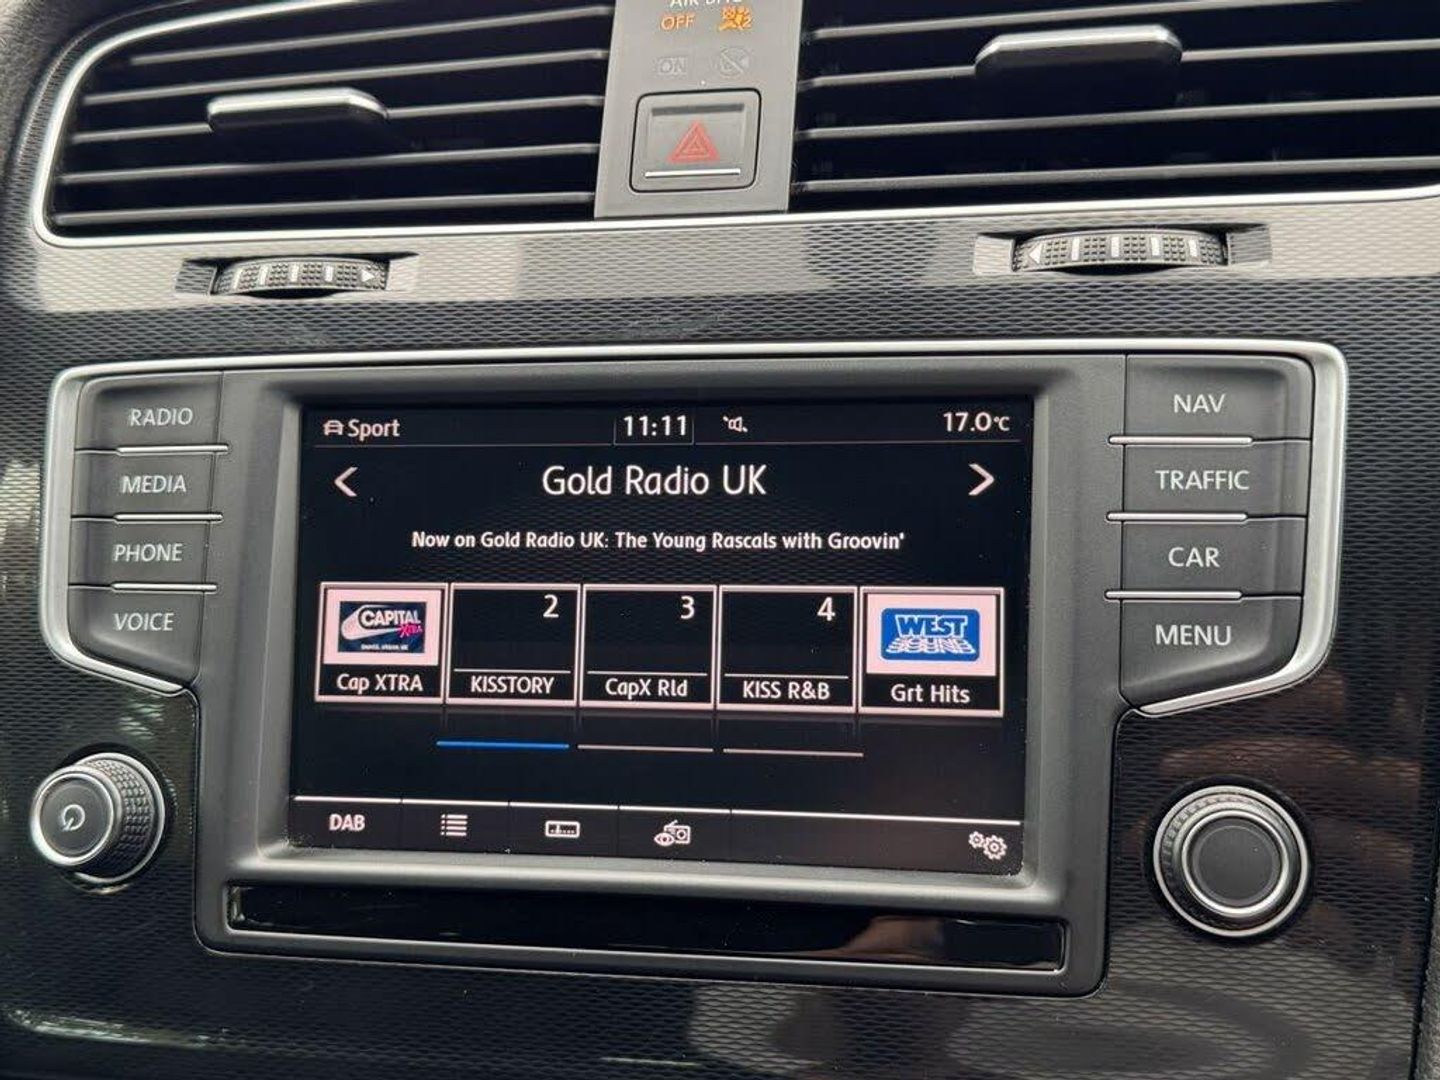 AIR BAG
OFF
ON
RADIO
MEDIA
PHONE
VOICE
Sport
11:11
17.0°C
Gold Radio UK
Now on Gold Radio UK: The Young Rascals with Groovin'
CAPITAL
XTRA
2
3
4
WEST
SOUND
Cap XTRA
KISSTORY
CapX Rld
KISS R&B
Grt Hits
DAB
NAV
TRAFFIC
CAR
MENU